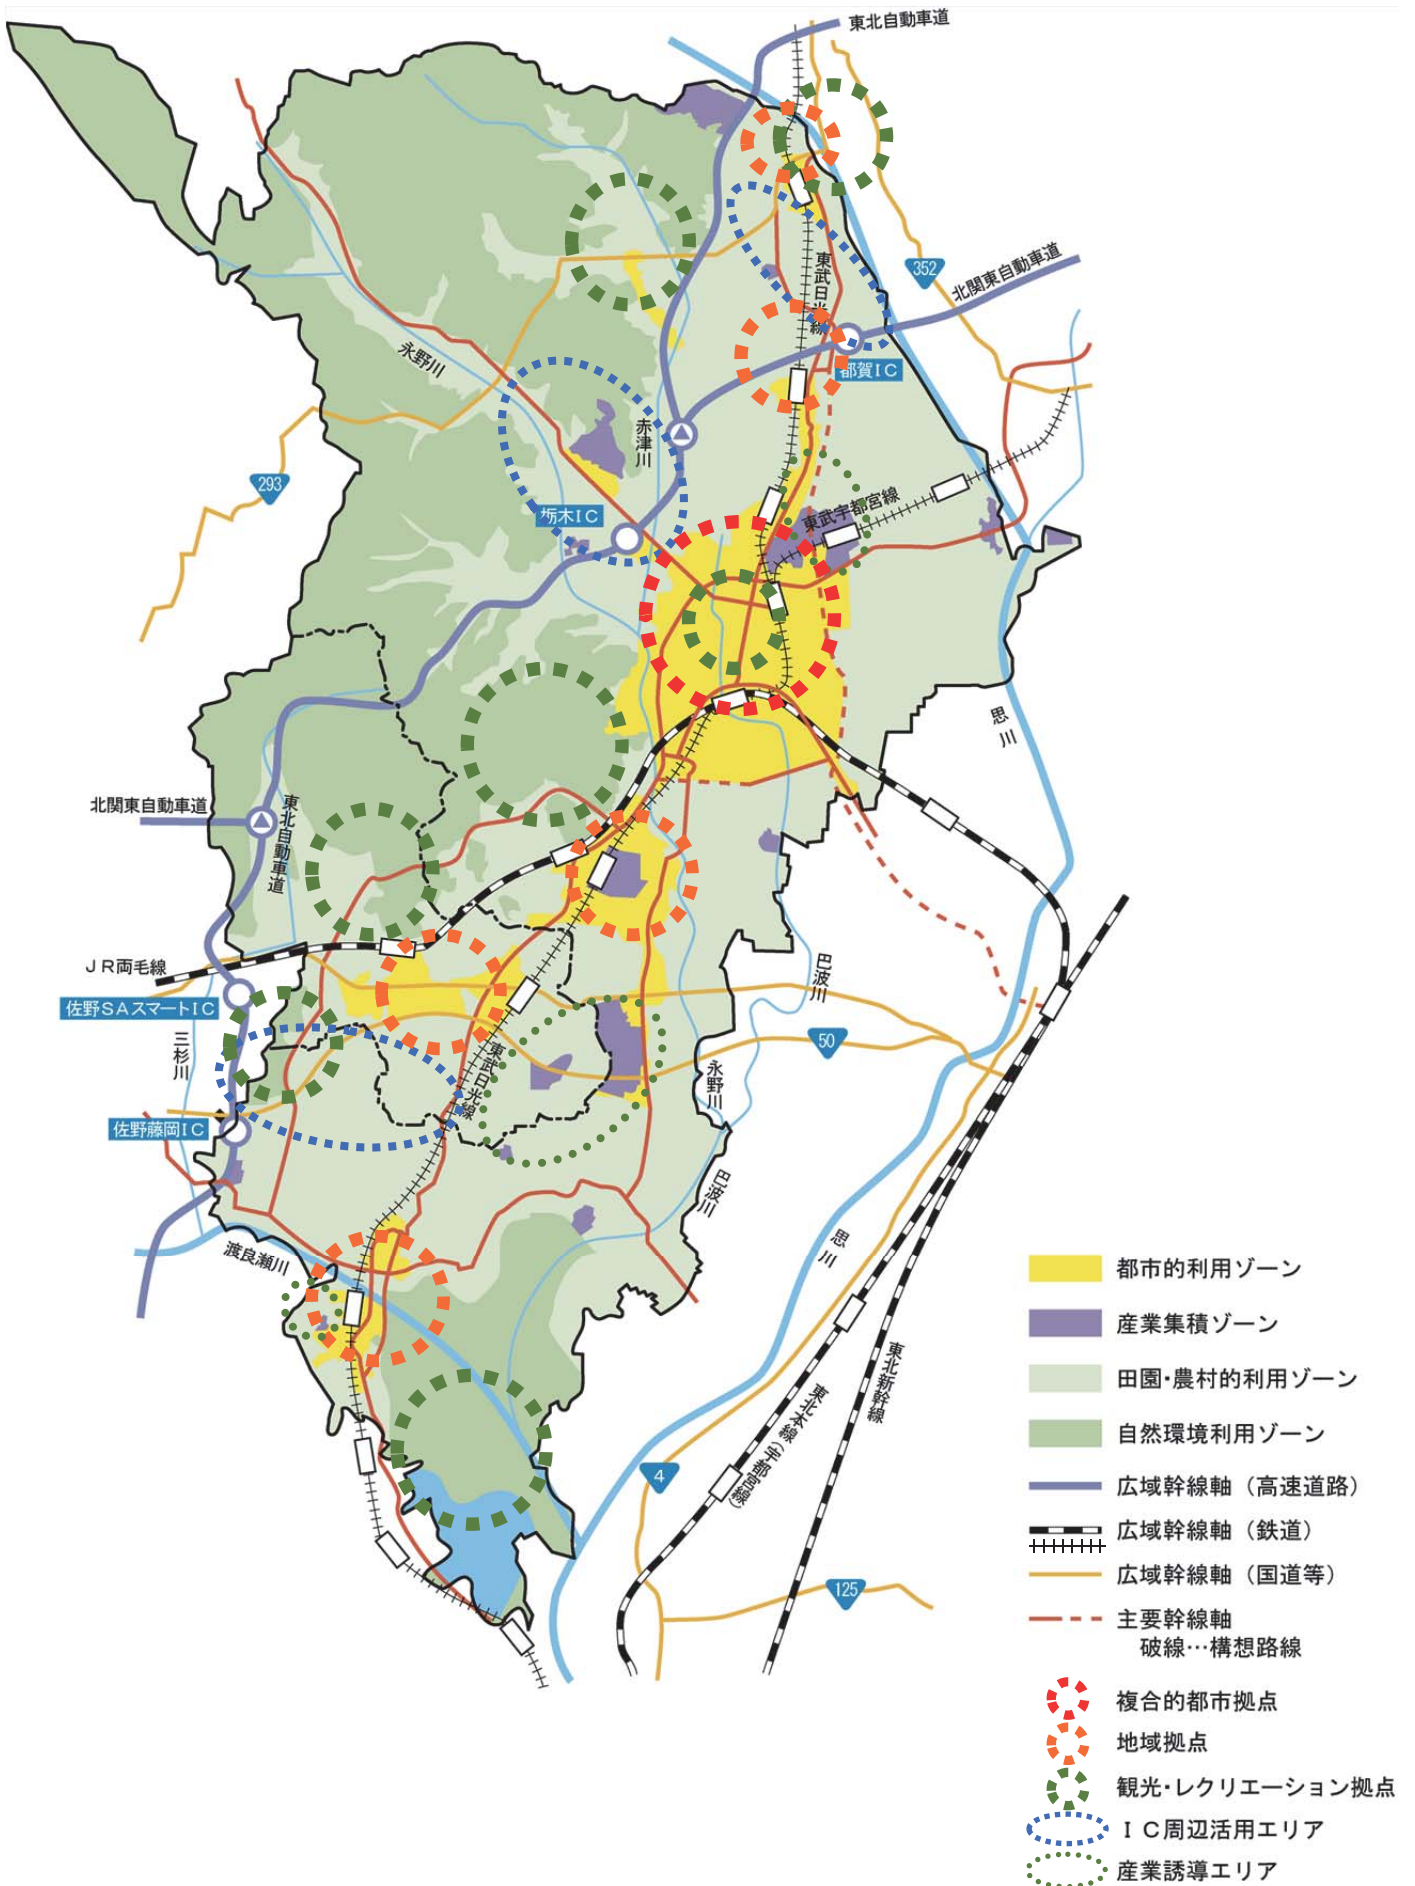 東北自動車道
352
北関東自動車道
東武日光線
都賀IC
永野川
赤津川
293
栃木IC
東武宇都宮線
思川
北関東自動車道
東北自動車道
JR両毛線
佐野SAスマートIC
三杉川
巴波川
50
東武日光線
永野川
佐野藤岡IC
巴波川
渡良瀬川
思川
東北新幹線
東北本線(宇都宮線)
4
125
都市的利用ゾーン
産業集積ゾーン
田園・農村的利用ゾーン
自然環境利用ゾーン
広域幹線軸（高速道路）
広域幹線軸（鉄道）
広域幹線軸（国道等）
主要幹線軸
破線…構想路線
複合的都市拠点
地域拠点
観光・レクリエーション拠点
IC周辺活用エリア
産業誘導エリア